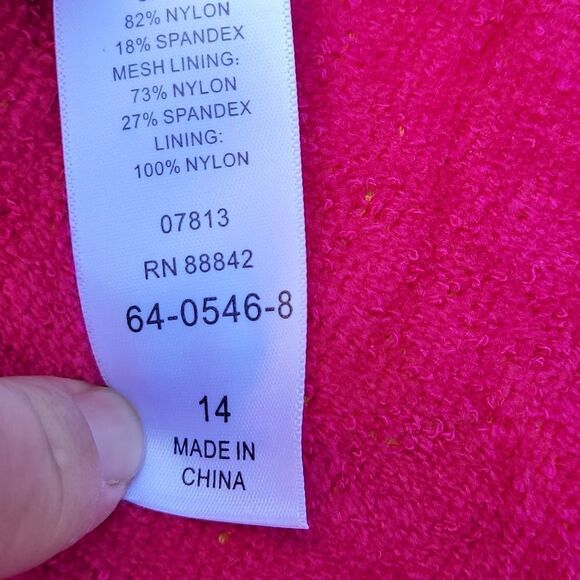 82% NYLON
18% SPANDEX
MESH LINING:
73% NYLON
27% SPANDEX
LINING:
100% NYLON
07813
RN 88842
64-0546-8
14
MADE IN
CHINA